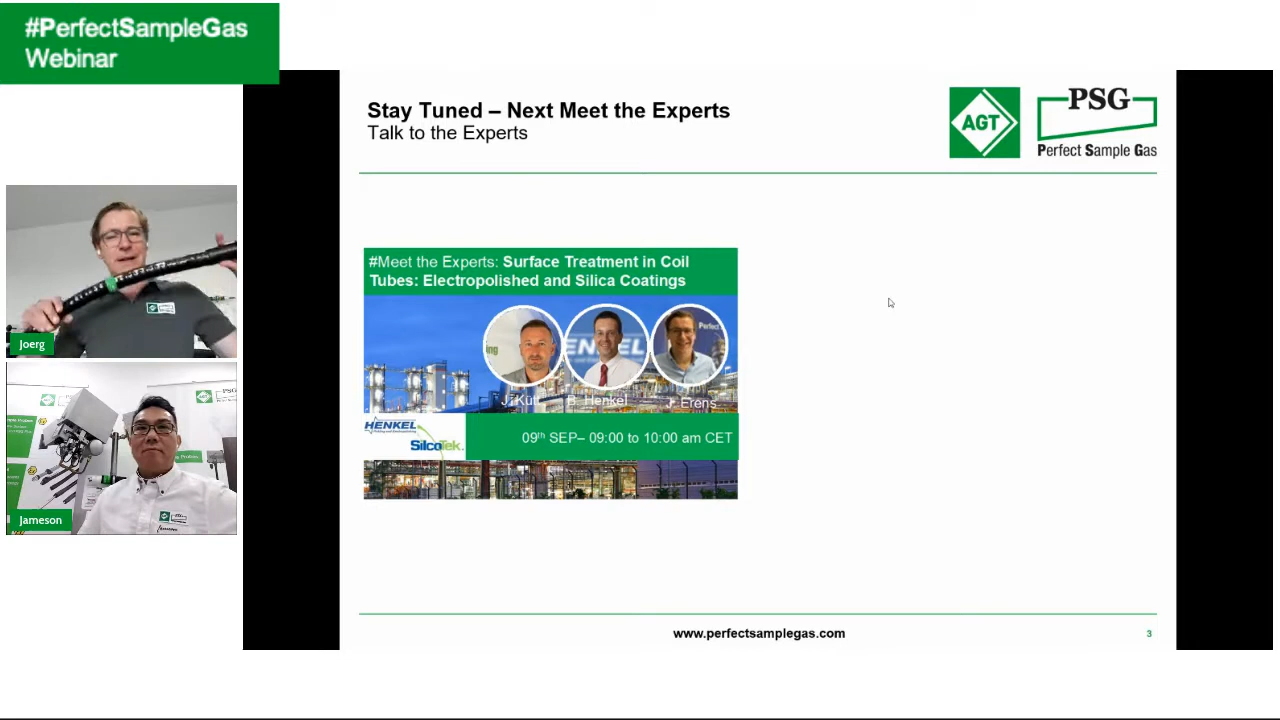 #PerfectSampleGas
Webinar
Stay Tuned – Next Meet the Experts
Talk to the Experts
AGT
PSG
Perfect Sample Gas
#Meet the Experts: Surface Treatment in Coil
Tubes: Electropolished and Silica Coatings
HENKEL
J. Erens
B. Henkel
HENKEL
SilcoTek
09th SEP– 09:00 to 10:00 am CET
Joerg
PSG
Jameson
www.perfectsamplegas.com
3